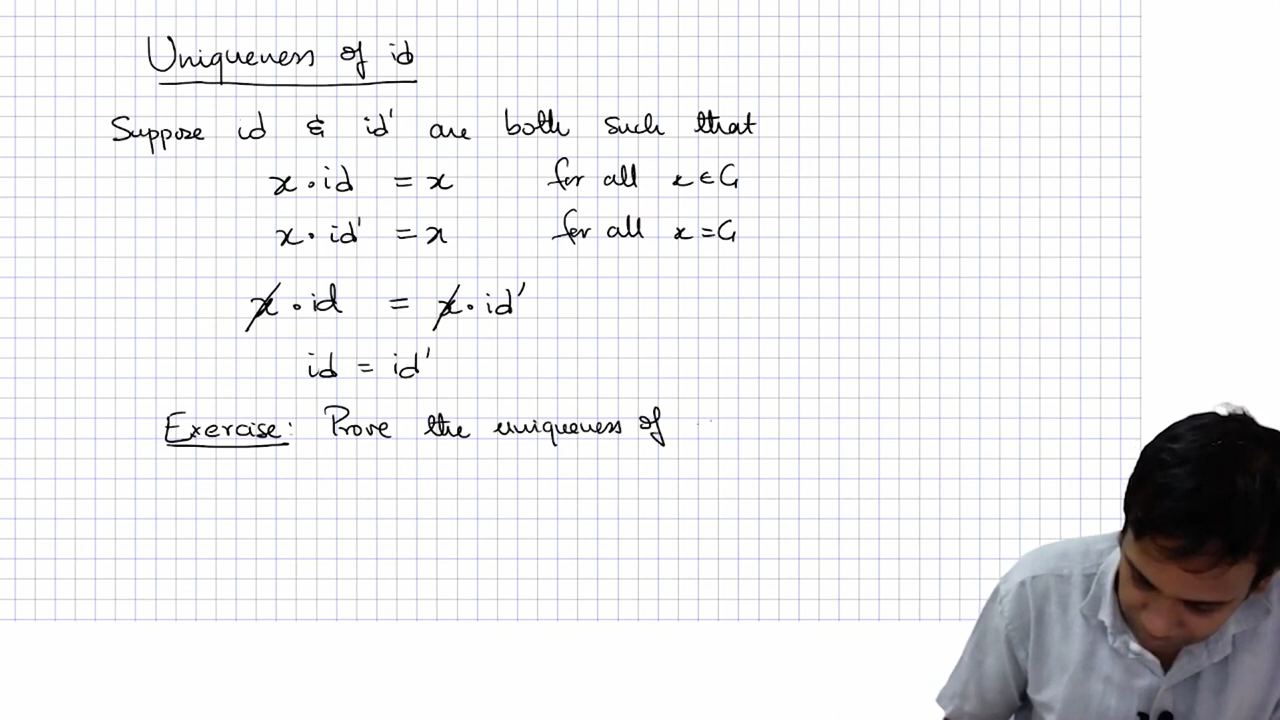 Uniqueness of id
Suppose id & id' are both such that
x • id = x for all x ∈ G
x • id' = x for all x = G
x • id = x • id'
id = id'
Exercise: Prove the uniqueness of